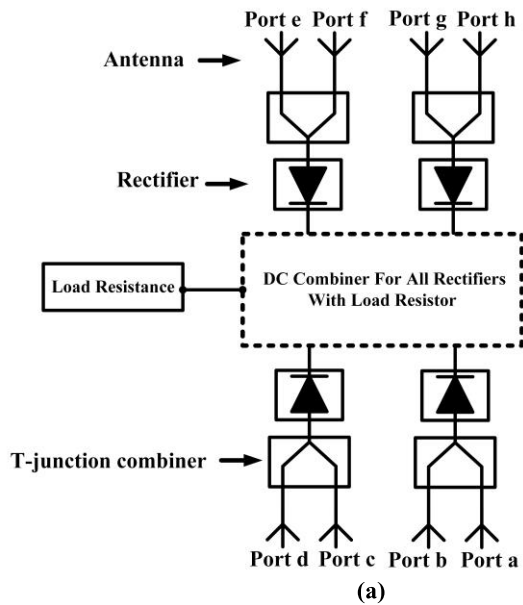 Port e Port f Port g Port h
Antenna
Rectifier
Load Resistance
DC Combiner For All Rectifiers
With Load Resistor
T-junction combiner
Port d Port c Port b Port a
(a)